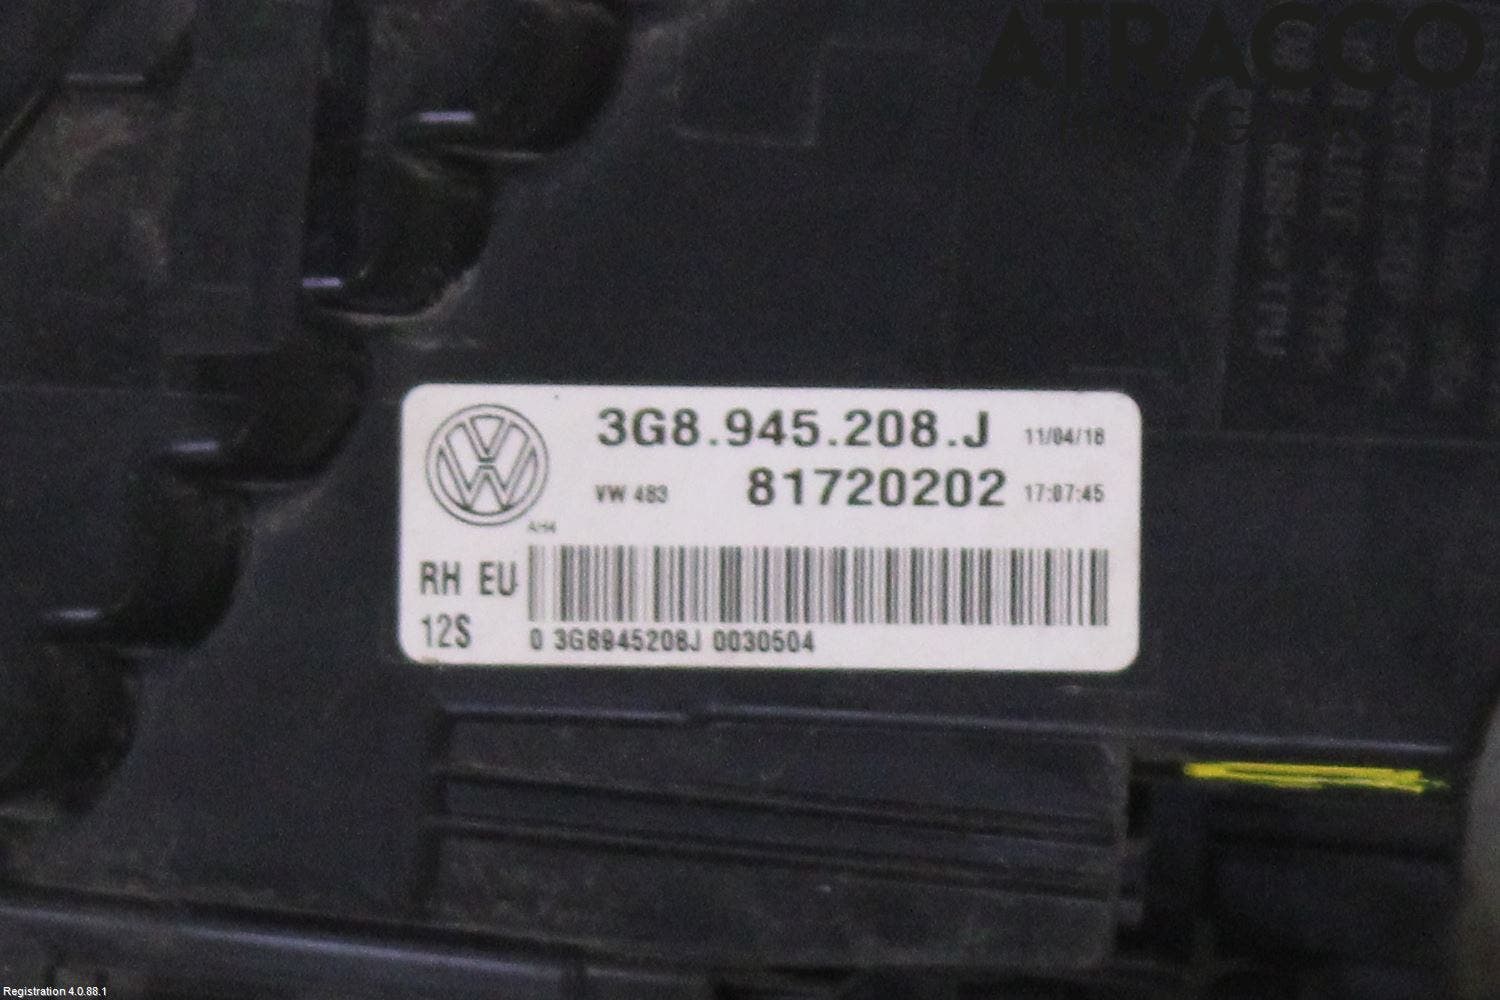 ATRACCO
3G8.945.208.J 11/04/18
VW 483 81720202 17:07:45
AH4
RH EU
12S
0 3G8945208J 0030504
Registration 4.0.88.1